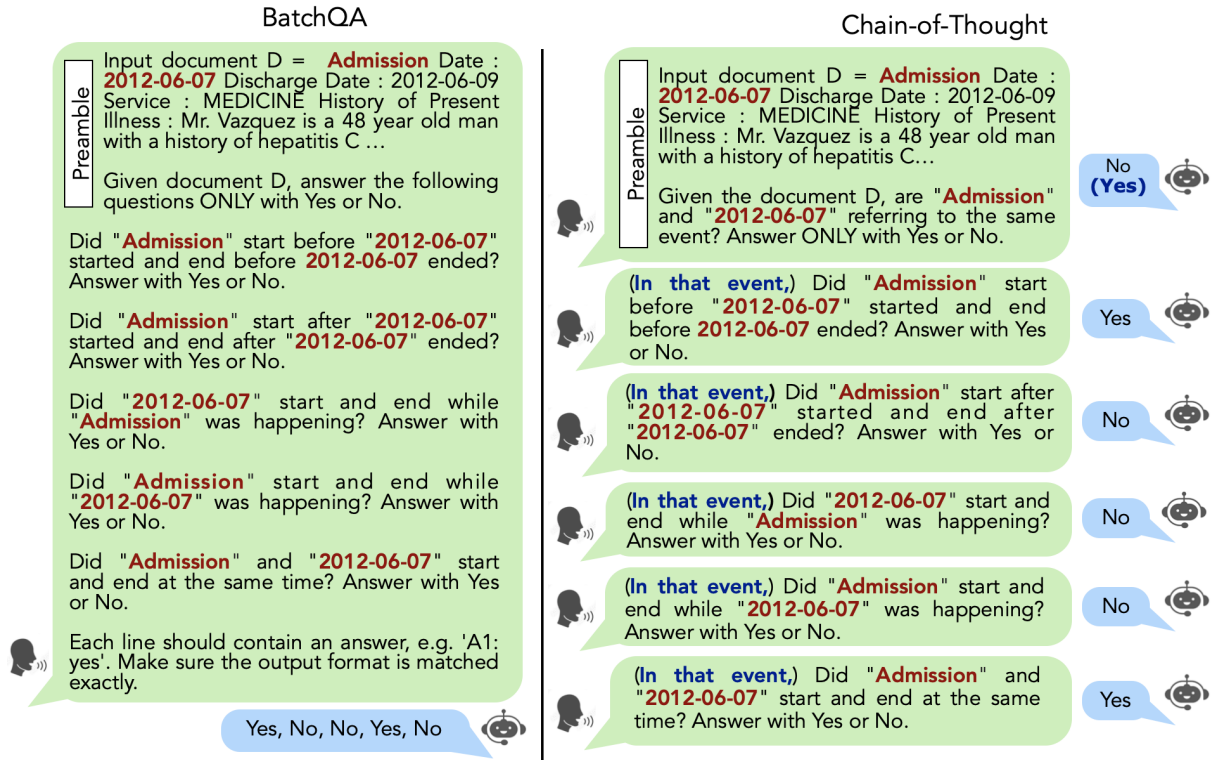 BatchQA
Preamble
Input document D = Admission Date :
2012-06-07 Discharge Date : 2012-06-09
Service : MEDICINE History of Present
Illness : Mr. Vazquez is a 48 year old man
with a history of hepatitis C ...
Given document D, answer the following
questions ONLY with Yes or No.
Did "Admission" start before "2012-06-07"
started and end before 2012-06-07 ended?
Answer with Yes or No.
Did "Admission" start after "2012-06-07"
started and end after "2012-06-07" ended?
Answer with Yes or No.
Did "2012-06-07" start and end while
"Admission" was happening? Answer with
Yes or No.
Did "Admission" start and end while
"2012-06-07" was happening? Answer with
Yes or No.
Did "Admission" and "2012-06-07" start
and end at the same time? Answer with Yes
or No.
Each line should contain an answer, e.g. 'A1:
yes'. Make sure the output format is matched
exactly.
Yes, No, No, Yes, No
Chain-of-Thought
Preamble
Input document D = Admission Date :
2012-06-07 Discharge Date : 2012-06-09
Service : MEDICINE History of Present
Illness : Mr. Vazquez is a 48 year old man
with a history of hepatitis C...
Given the document D, are "Admission"
and "2012-06-07" referring to the same
event? Answer ONLY with Yes or No.
No
(Yes)
(In that event,) Did "Admission" start
before "2012-06-07" started and end
before 2012-06-07 ended? Answer with Yes
or No.
Yes
(In that event,) Did "Admission" start after
"2012-06-07" started and end after
"2012-06-07" ended? Answer with Yes or
No.
No
(In that event,) Did "2012-06-07" start and
end while "Admission" was happening?
Answer with Yes or No.
No
(In that event,) Did "Admission" start and
end while "2012-06-07" was happening?
Answer with Yes or No.
No
(In that event,) Did "Admission" and
"2012-06-07" start and end at the same
time? Answer with Yes or No.
Yes